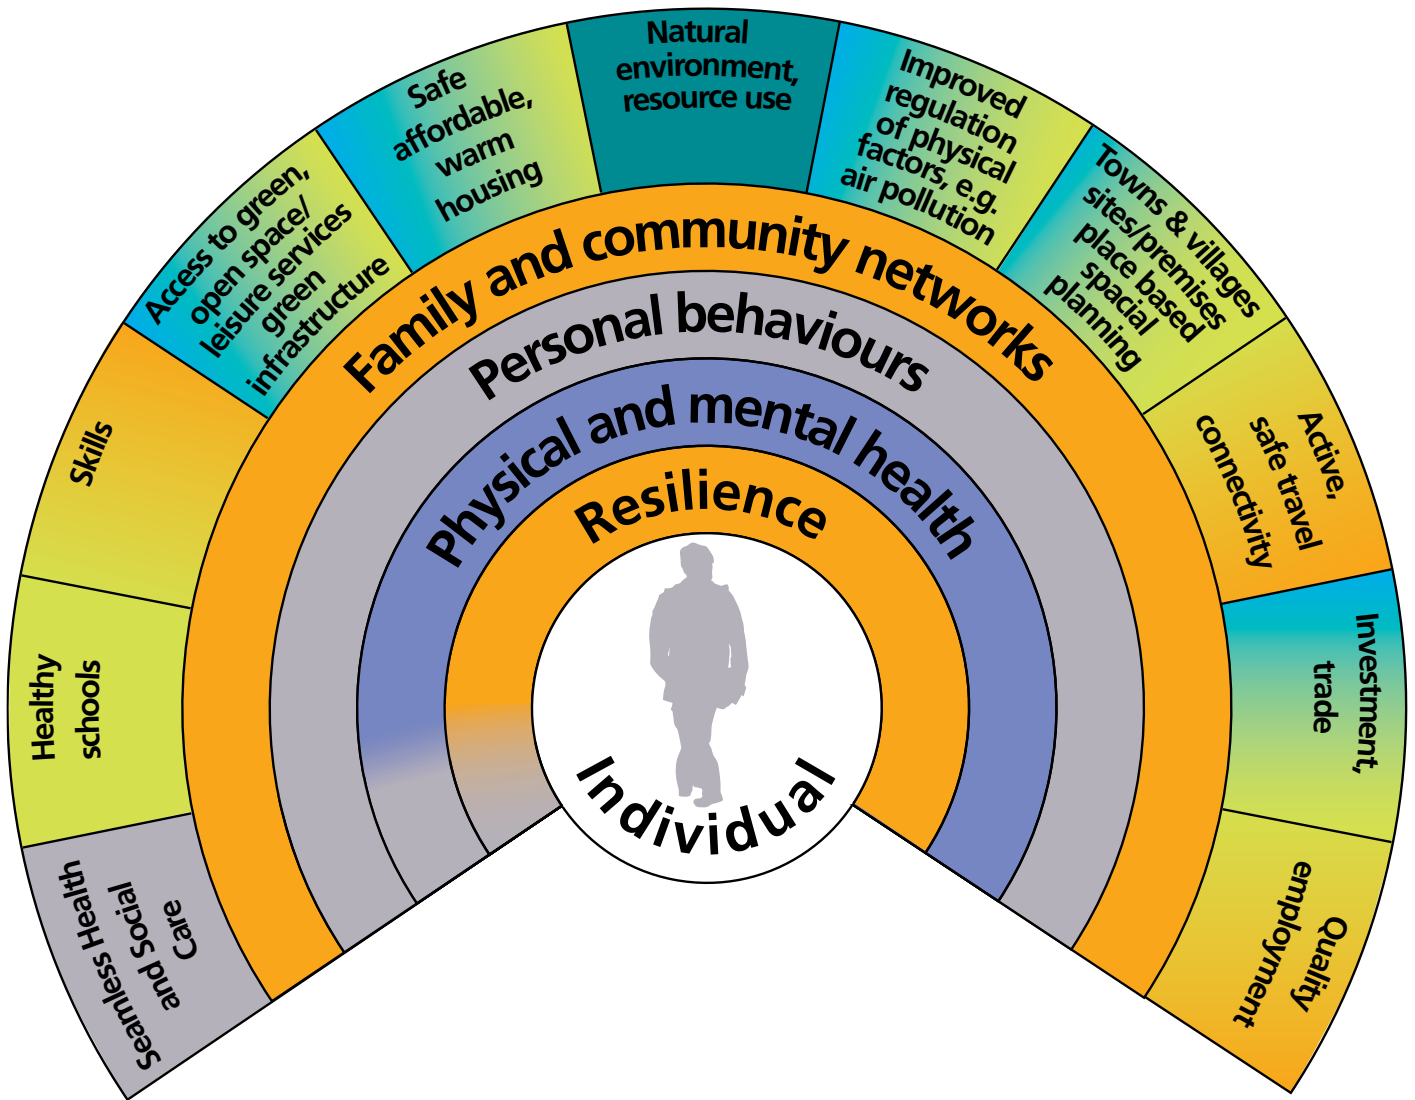 Seamless Health
and Social
Care
Healthy
schools
Skills
Access to green,
open space/
leisure services
green
infrastructure
Safe
affordable,
warm
housing
Natural
environment,
resource use
Improved
regulation
of physical
factors, e.g.
air pollution
Towns & villages
sites/premises
place based
spacial
planning
Active,
safe travel
connectivity
Investment,
trade
Quality
employment
Family and community networks
Personal behaviours
Physical and mental health
Resilience
Individual